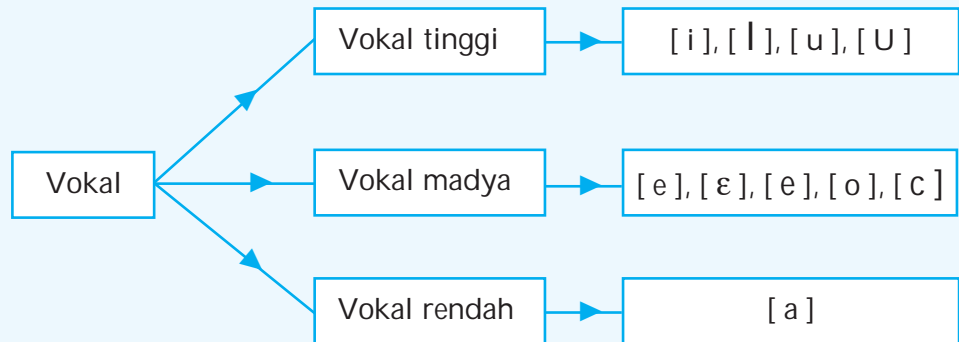 Vokal tinggi
[i], [I], [u], [U]
Vokal
Vokal madya
[e], [ɛ], [e], [o], [c]
Vokal rendah
[a]